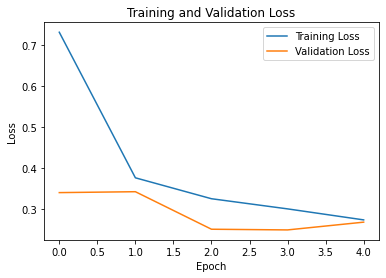 Training and Validation Loss
Training Loss
Validation Loss
Loss
0.7
0.6
0.5
0.4
0.3
0.0 0.5 1.0 1.5 2.0 2.5 3.0 3.5 4.0
Epoch